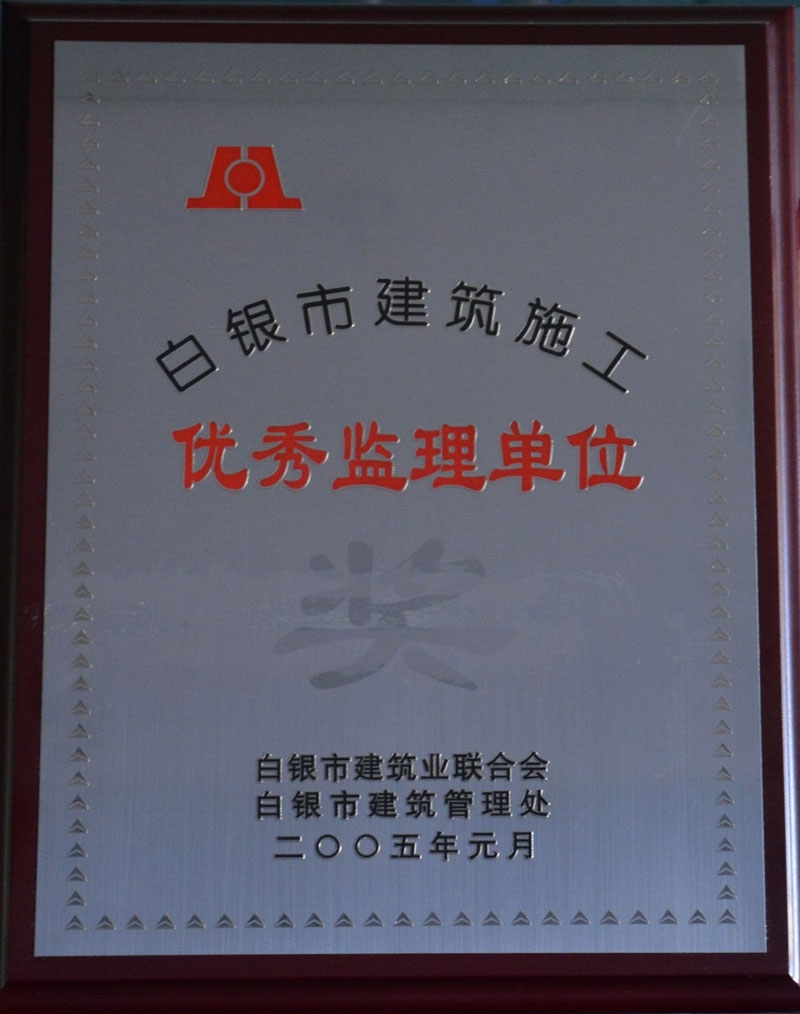 白银市建筑施工
优秀监理单位
奖
白银市建筑业联合会
白银市建筑管理处
二〇〇五年元月